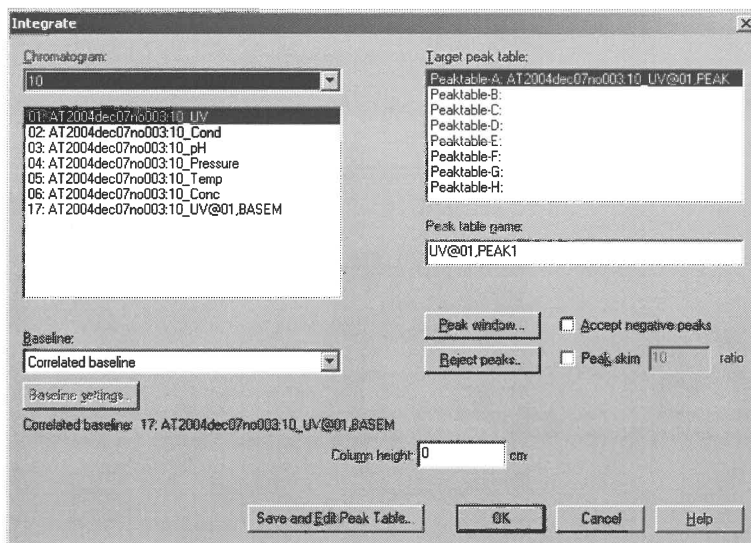 Integrate
Chromatogram:
10
01: AT2004dec07no003:10_UV
02: AT2004dec07no003:10_Cond
03: AT2004dec07no003:10_pH
04: AT2004dec07no003:10_Pressure
05: AT2004dec07no003:10_Temp
06: AT2004dec07no003:10_Conc
17: AT2004dec07no003:10_UV@01,BASEM
Baseline:
Correlated baseline
Baseline settings...
Correlated baseline: 17: AT2004dec07no003:10_UV@01,BASEM
Target peak table:
Peaktable-A: AT2004dec07no003:10_UV@01,PEAK
Peaktable-B:
Peaktable-C:
Peaktable-D:
Peaktable-E:
Peaktable-F:
Peaktable-G:
Peaktable-H:
Peak table name:
UV@01,PEAK1
Peak window...
Accept negative peaks
Reject peaks...
Peak skim 10 ratio
Column height: 0 cm
Save and Edit Peak Table...
OK
Cancel
Help